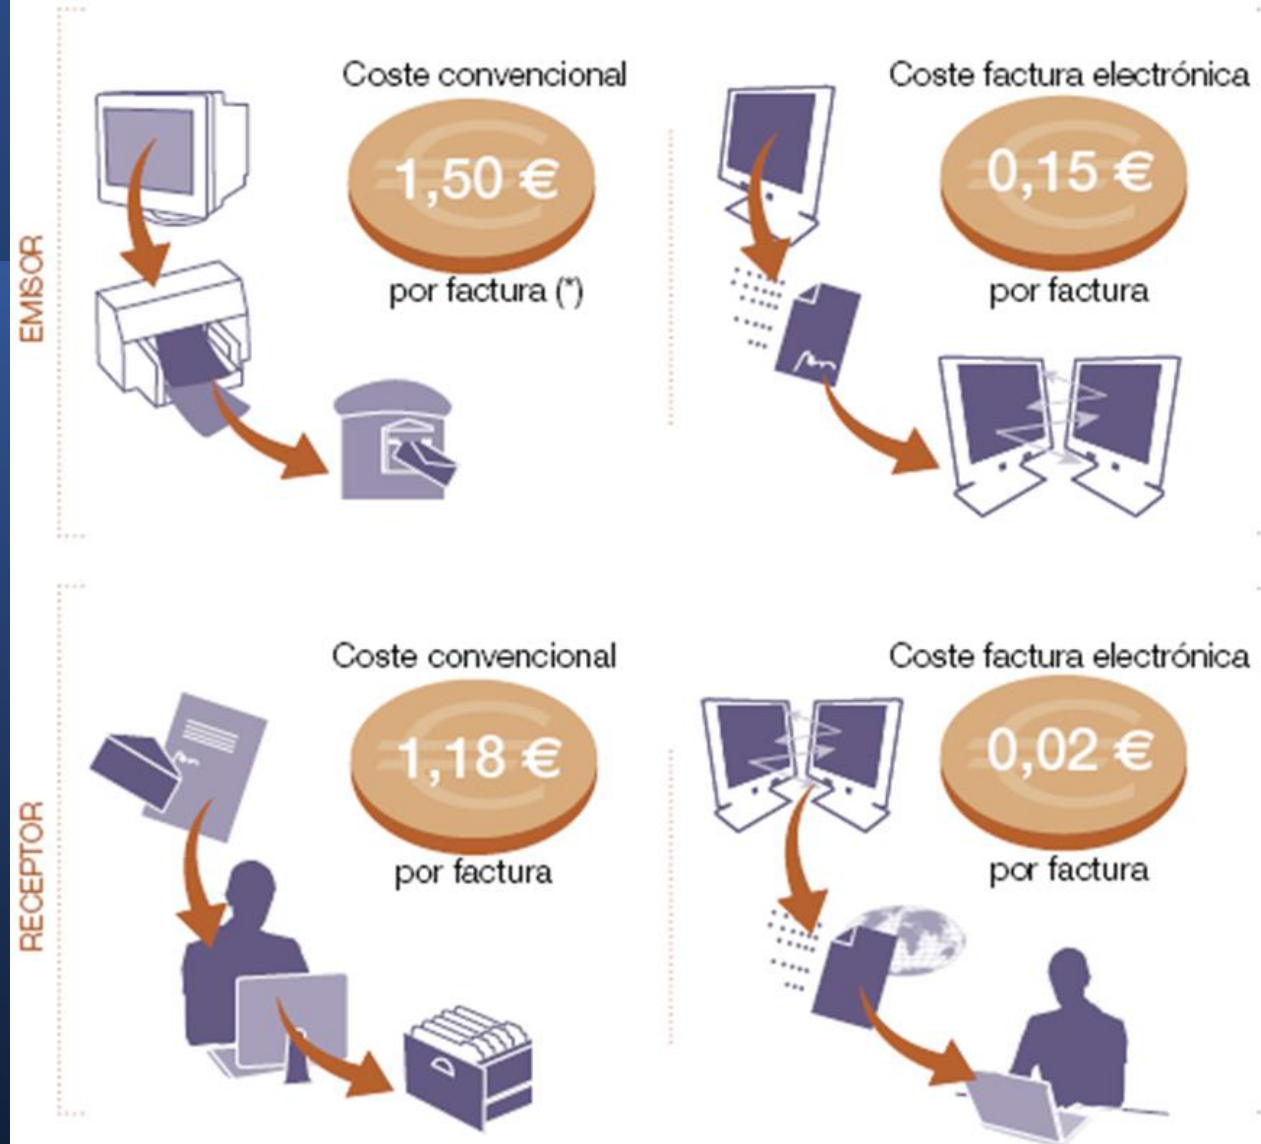 EMISOR
Coste convencional
1,50 €
por factura (*)
Coste factura electrónica
0,15 €
por factura
RECEPTOR
Coste convencional
1,18 €
por factura
Coste factura electrónica
0,02 €
por factura